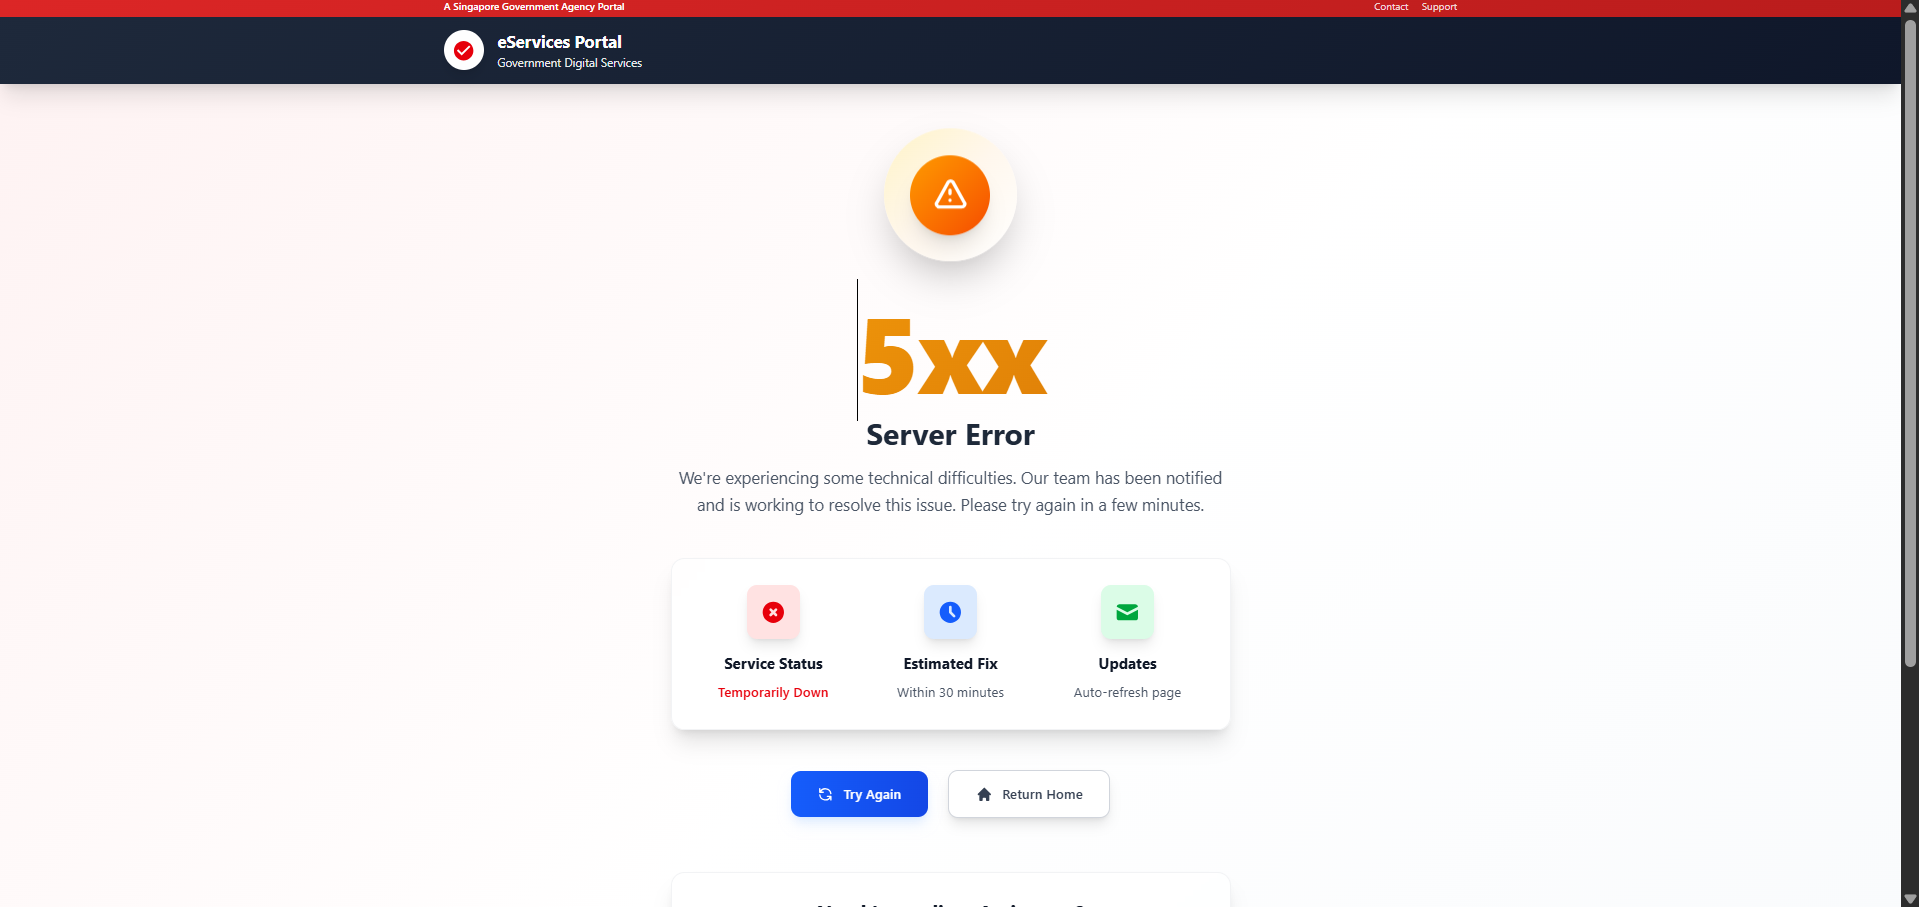 A Singapore Government Agency Portal
Contact Support
eServices Portal
Government Digital Services
5xx
Server Error
We're experiencing some technical difficulties. Our team has been notified
and is working to resolve this issue. Please try again in a few minutes.
Service Status
Temporarily Down
Estimated Fix
Within 30 minutes
Updates
Auto-refresh page
Try Again
Return Home